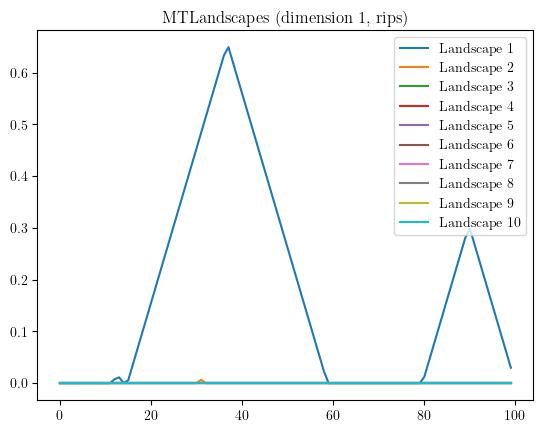 MTLandscapes (dimension 1, rips)
Landscape 1
Landscape 2
Landscape 3
Landscape 4
Landscape 5
Landscape 6
Landscape 7
Landscape 8
Landscape 9
Landscape 10
0.6
0.5
0.4
0.3
0.2
0.1
0.0
0 20 40 60 80 100